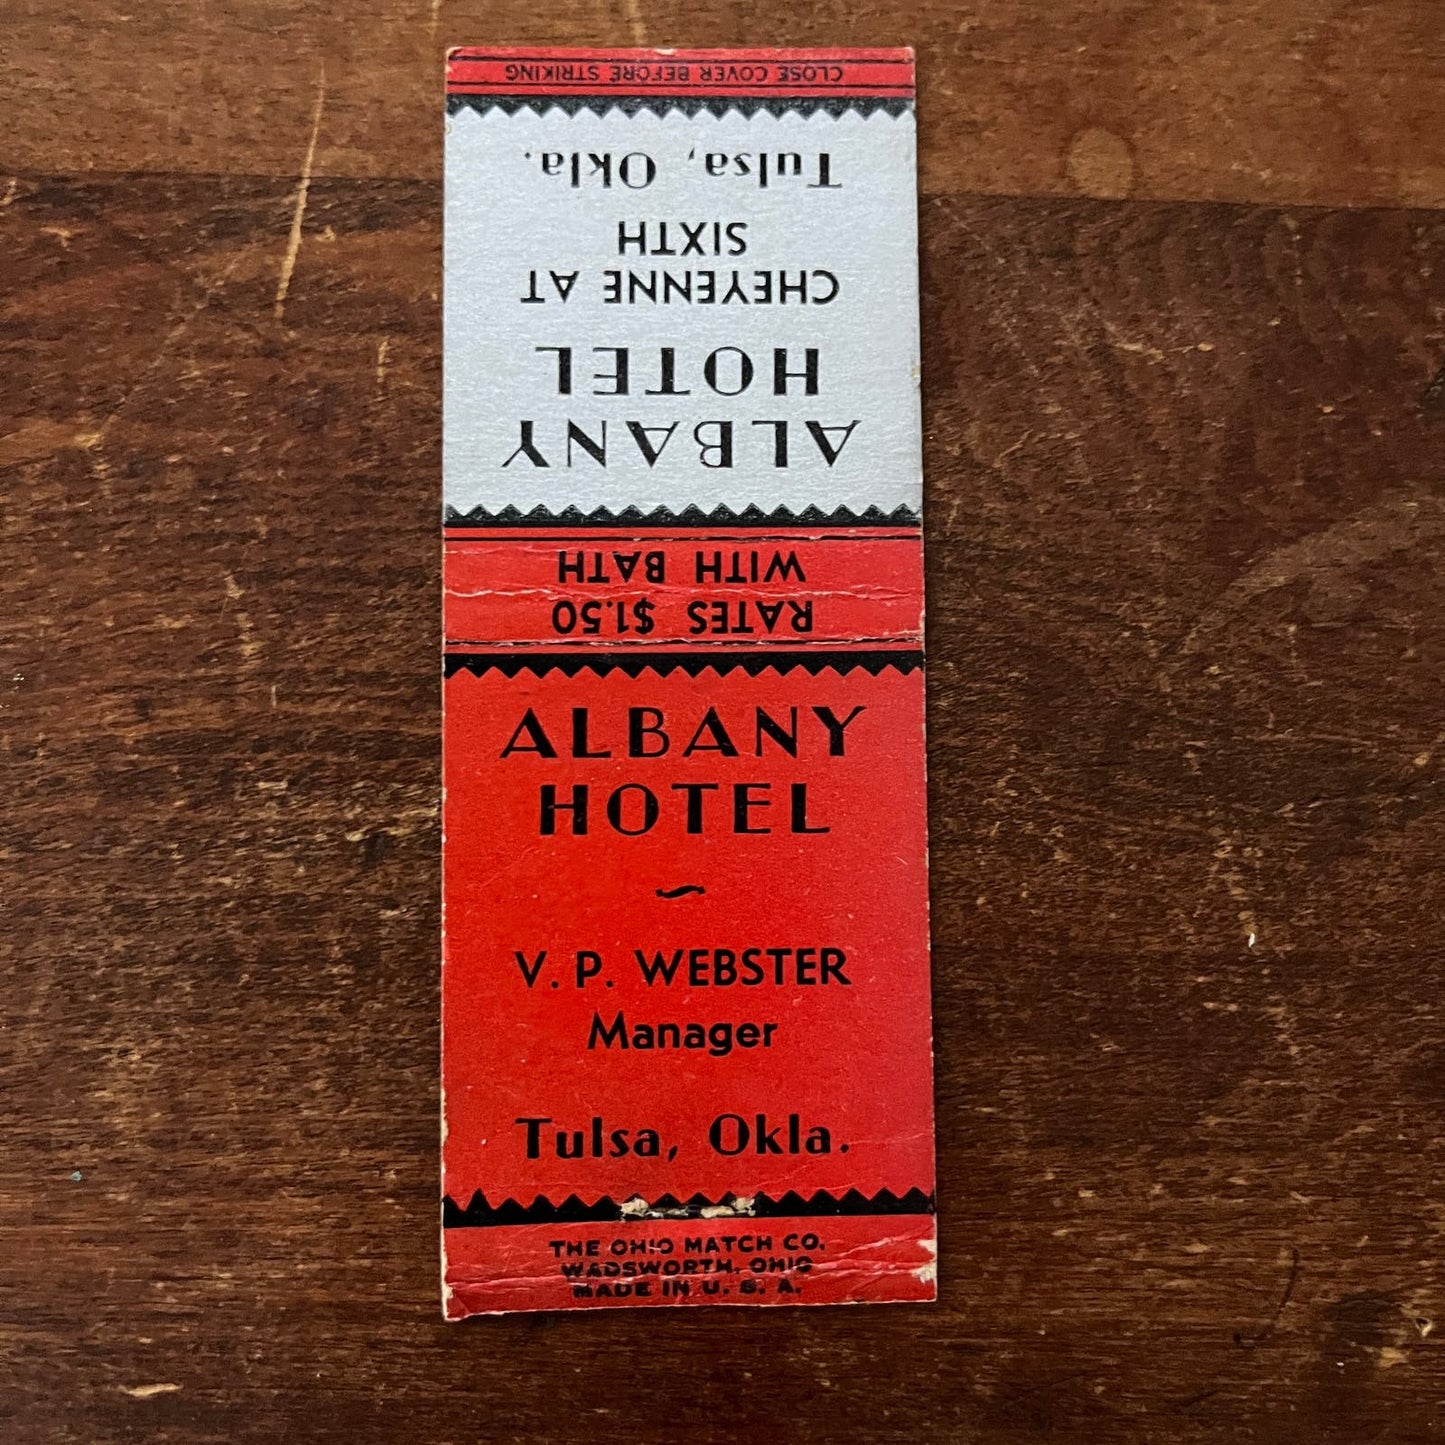 CLOSE COVER BEFORE STRIKING
ALBANY
HOTEL
CHEYENNE AT
SIXTH
Tulsa, Okla.
RATES $1.50
WITH BATH
ALBANY
HOTEL
V. P. WEBSTER
Manager
Tulsa, Okla.
THE OHIO MATCH CO.
WADSWORTH, OHIO
MADE IN U. S. A.